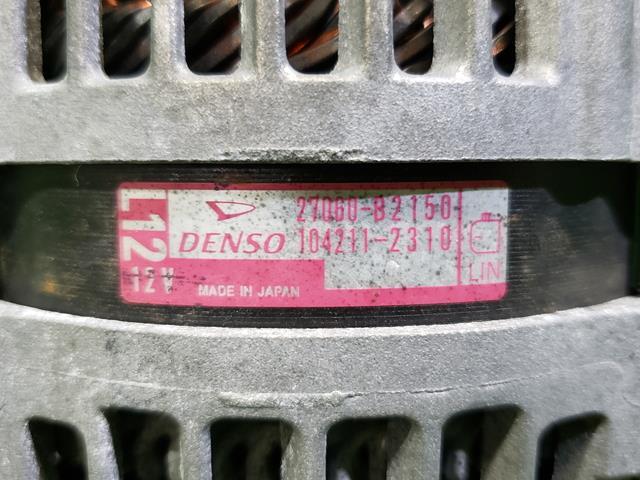 L12
12V
27060-B2150
DENSO 104211-2310
MADE IN JAPAN
LIN